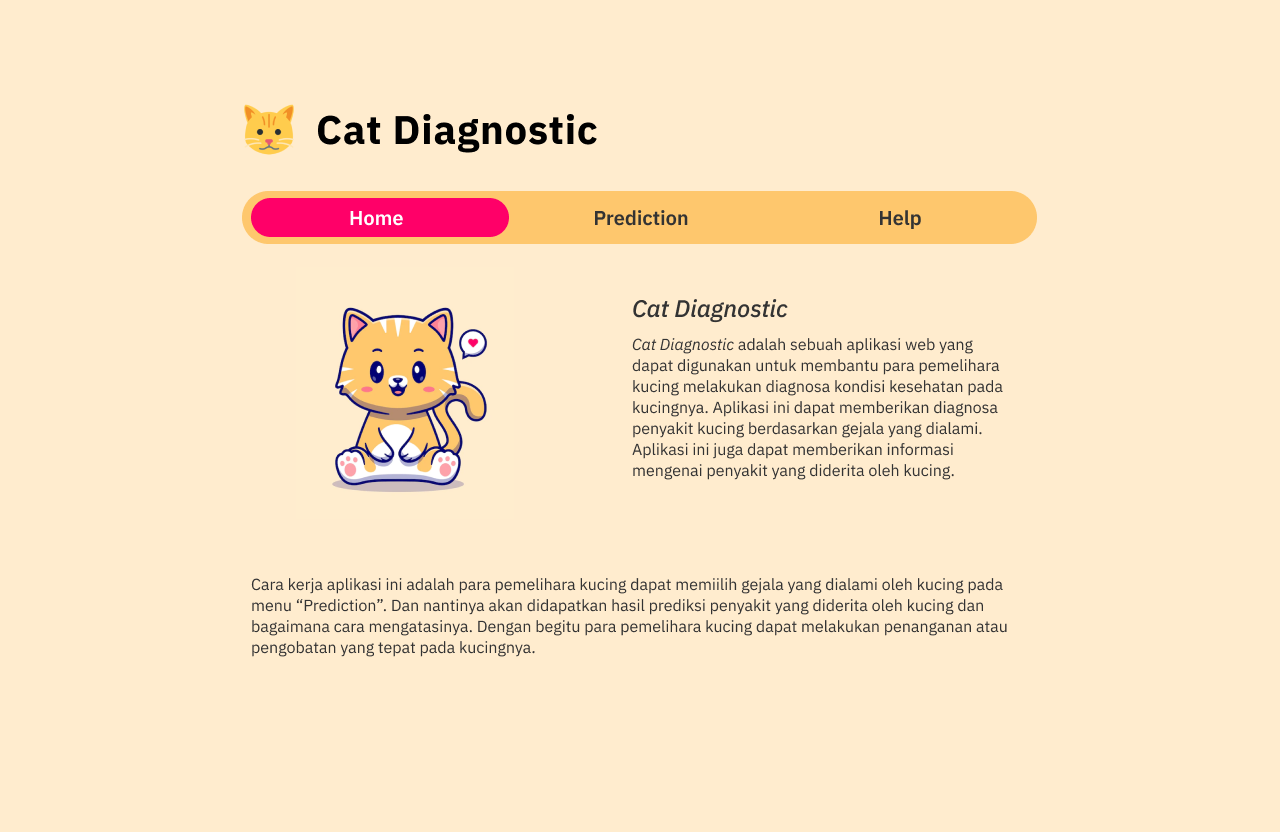 Cat Diagnostic
Home Prediction Help
Cat Diagnostic
Cat Diagnostic adalah sebuah aplikasi web yang
dapat digunakan untuk membantu para pemelihara
kucing melakukan diagnosa kondisi kesehatan pada
kucingnya. Aplikasi ini dapat memberikan diagnosa
penyakit kucing berdasarkan gejala yang dialami.
Aplikasi ini juga dapat memberikan informasi
mengenai penyakit yang diderita oleh kucing.
Cara kerja aplikasi ini adalah para pemelihara kucing dapat memiilih gejala yang dialami oleh kucing pada
menu “Prediction”. Dan nantinya akan didapatkan hasil prediksi penyakit yang diderita oleh kucing dan
bagaimana cara mengatasinya. Dengan begitu para pemelihara kucing dapat melakukan penanganan atau
pengobatan yang tepat pada kucingnya.